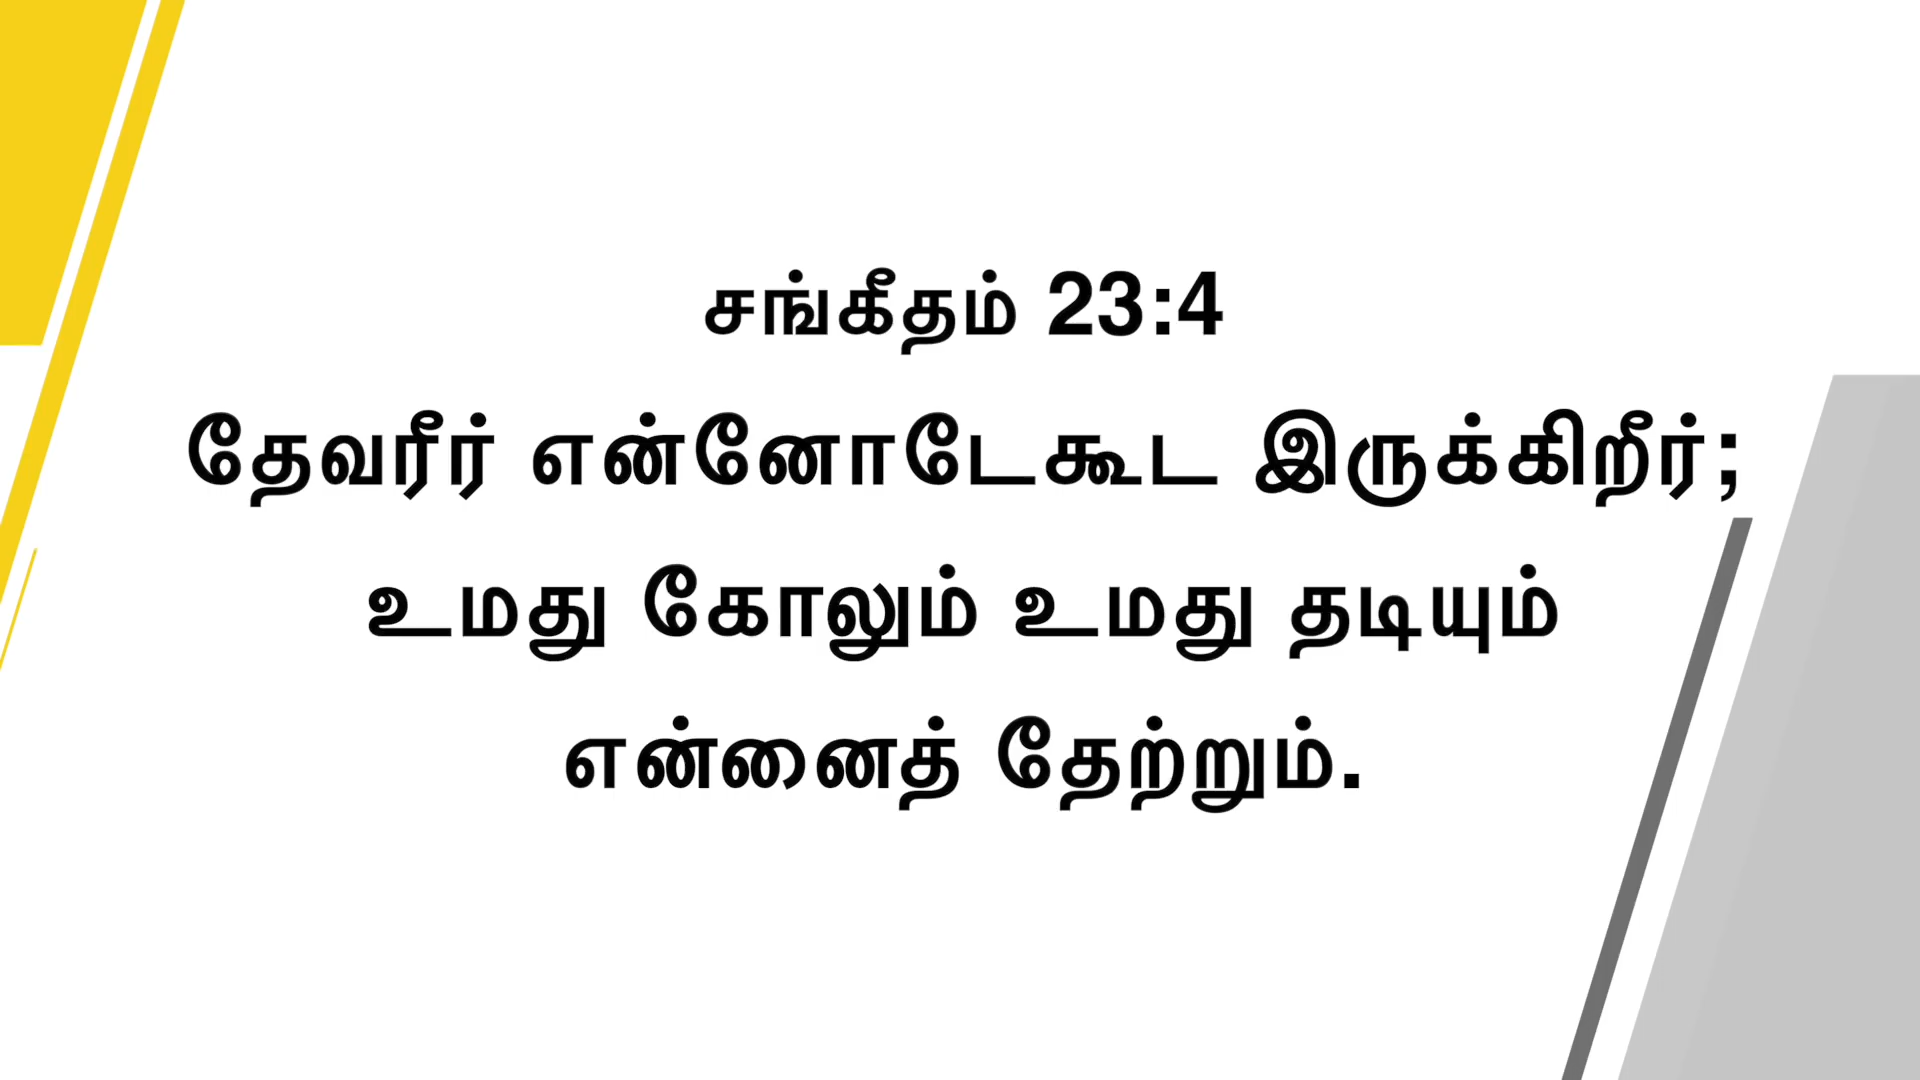 சங்கீதம் 23:4
தேவரீர் என்னோடேகூட இருக்கிறீர்;
உமது கோலும் உமது தடியும்
என்னைத் தேற்றும்.